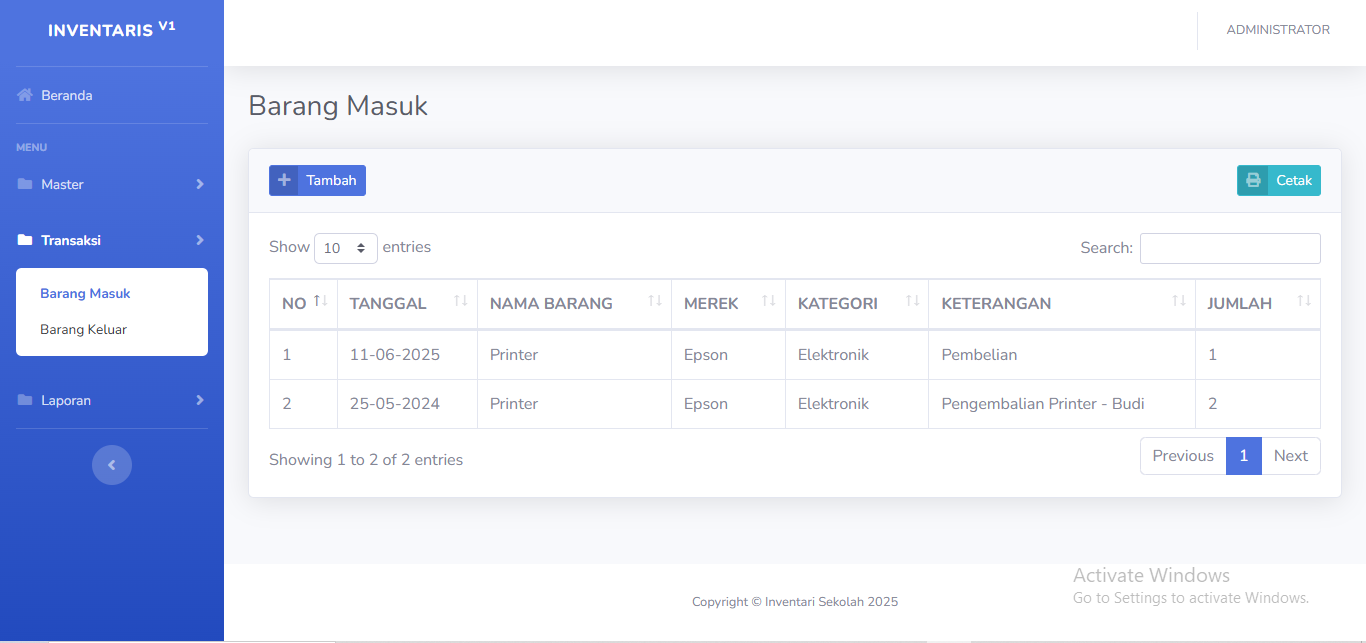 INVENTARIS V1
ADMINISTRATOR
Beranda
MENU
Master
Transaksi
Barang Masuk
Barang Keluar
Laporan
Barang Masuk
Tambah
Cetak
Show 10 entries
Search:
NO TANGGAL NAMA BARANG MEREK KATEGORI KETERANGAN JUMLAH
1 11-06-2025 Printer Epson Elektronik Pembelian 1
2 25-05-2024 Printer Epson Elektronik Pengembalian Printer - Budi 2
Showing 1 to 2 of 2 entries
Previous 1 Next
Activate Windows
Go to Settings to activate Windows.
Copyright © Inventari Sekolah 2025